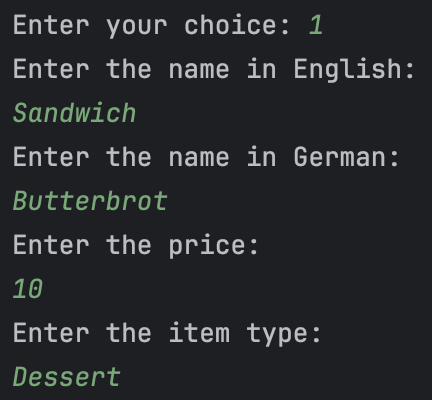 Enter your choice: 1
Enter the name in English:
Sandwich
Enter the name in German:
Butterbrot
Enter the price:
10
Enter the item type:
Dessert